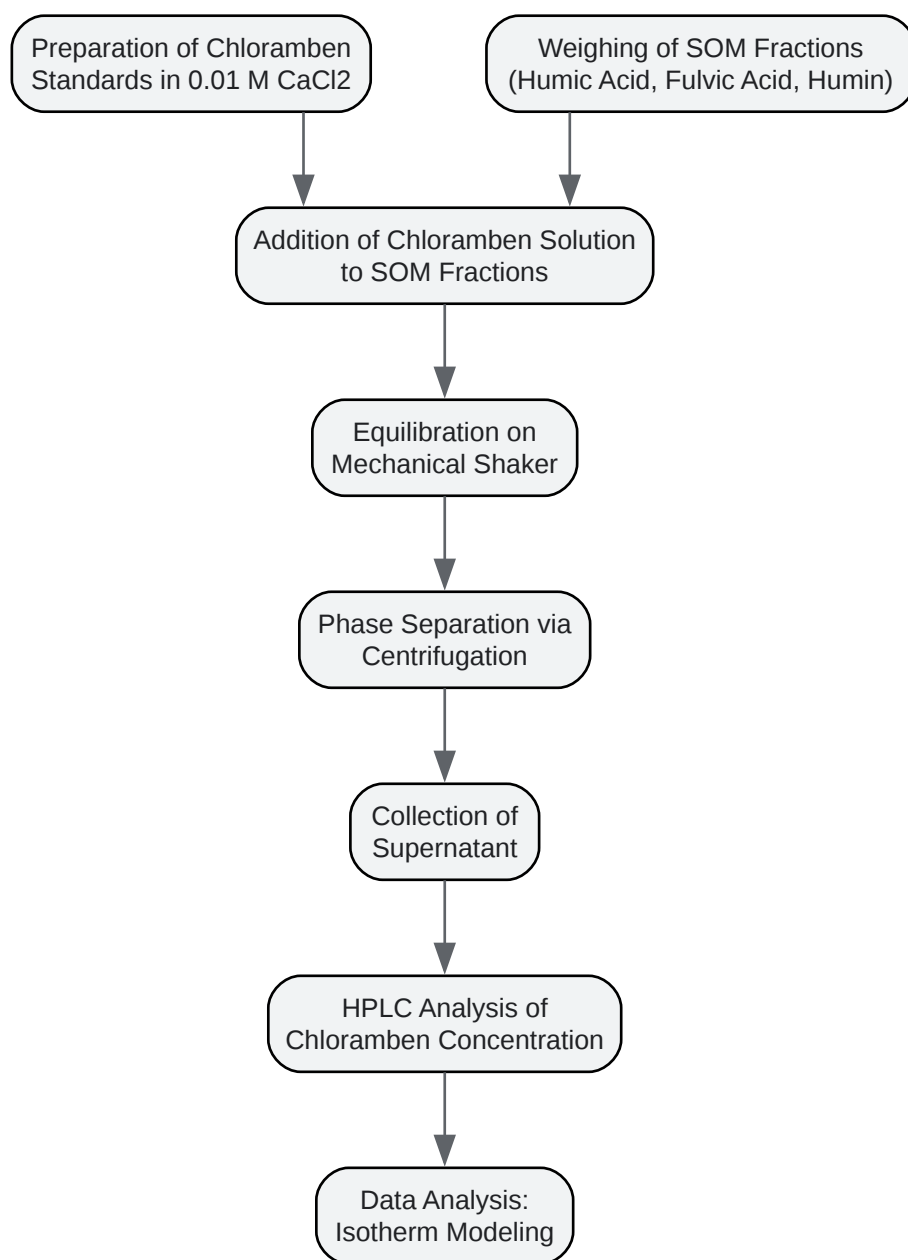 Preparation of Chloramben
Standards in 0.01 M CaCl2
Weighing of SOM Fractions
(Humic Acid, Fulvic Acid, Humin)
Addition of Chloramben Solution
to SOM Fractions
Equilibration on
Mechanical Shaker
Phase Separation via
Centrifugation
Collection of
Supernatant
HPLC Analysis of
Chloramben Concentration
Data Analysis:
Isotherm Modeling